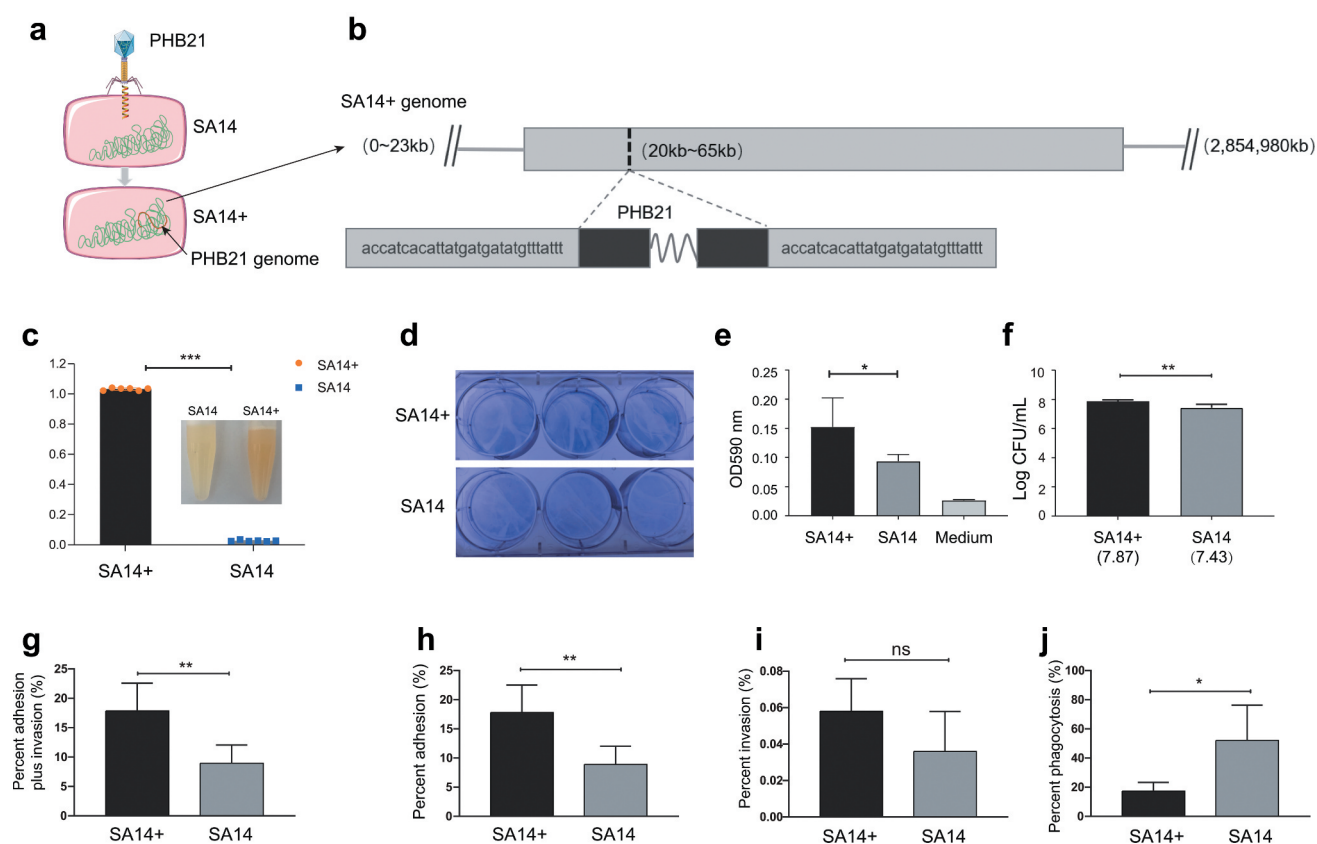 a
PHB21
SA14
SA14+
PHB21 genome
b
SA14+ genome
(0~23kb)
(20kb~65kb)
(2,854,980kb)
PHB21
accatcacattatgatgatatgtttattt
accatcacattatgatgatatgtttattt
c
1.2
1.0
0.8
0.6
0.4
0.2
0.0
***
SA14+
SA14
SA14 SA14+
SA14+ SA14
d
SA14+
SA14
e
OD590 nm
0.25
0.20
0.15
0.10
0.05
0.00
*
SA14+ SA14 Medium
f
Log CFU/mL
10
8
6
4
2
0
**
SA14+ SA14
(7.87) (7.43)
g
Percent adhesion
plus invasion (%)
25
20
15
10
5
0
**
SA14+ SA14
h
Percent adhesion (%)
25
20
15
10
5
0
**
SA14+ SA14
i
Percent invasion (%)
0.08
0.06
0.04
0.02
0.00
ns
SA14+ SA14
j
Percent phagocytosis (%)
100
80
60
40
20
0
*
SA14+ SA14